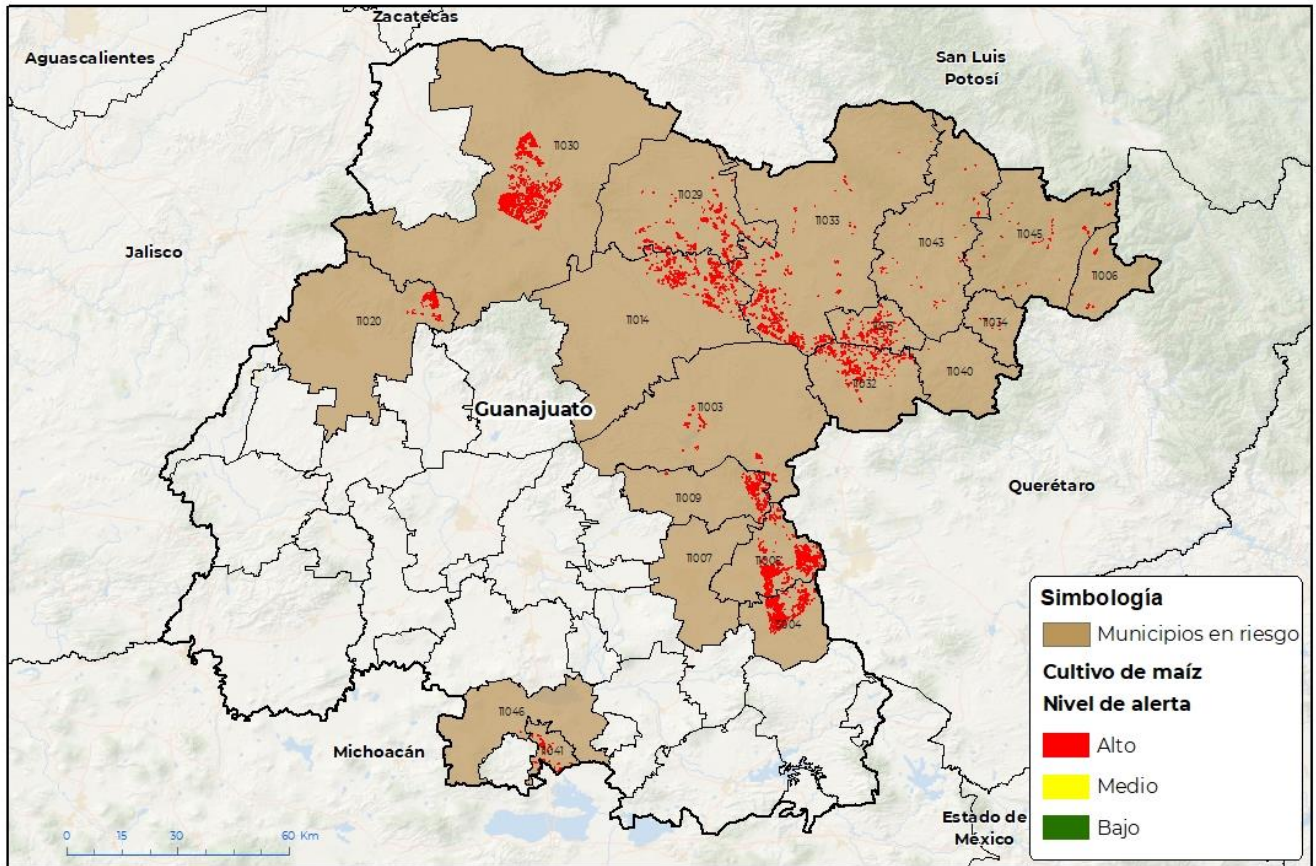 Zacatecas
Aguascalientes
San Luis
Potosí
11030
11029
11033
11043
11045
11006
Jalisco
11020
11014
11034
11032
11040
Guanajuato
11003
Querétaro
11009
11007
11046
11041
Michoacán
Estado de
México
0 15 30 60 Km
Simbología
Municipios en riesgo
Cultivo de maíz
Nivel de alerta
Alto
Medio
Bajo